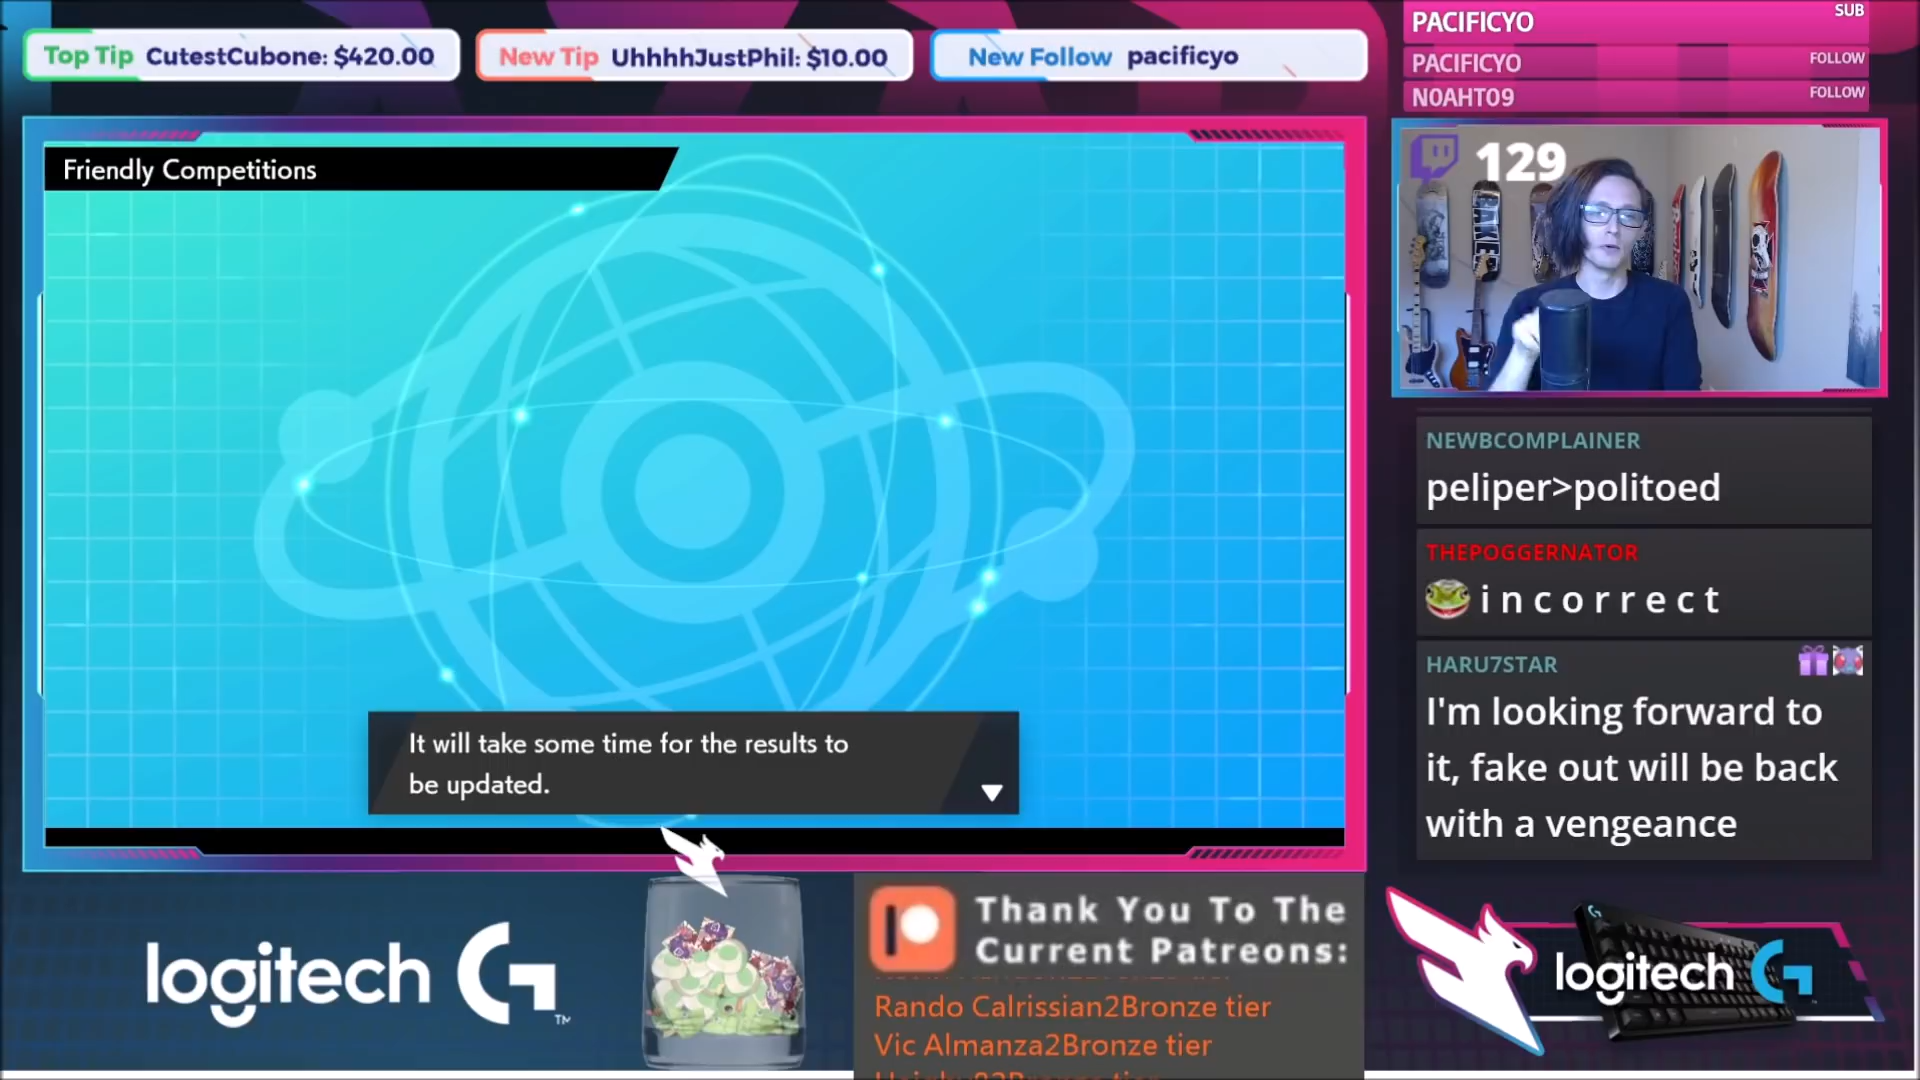 Top Tip CutestCubone: $420.00
New Tip UhhhhJustPhil: $10.00
New Follow pacificyo
PACIFICYO SUB
PACIFICYO FOLLOW
N0AHT09 FOLLOW
Friendly Competitions
129
NEWBCOMPLAINER
peliper>politoed
THEPOGGERNATOR
i n c o r r e c t
HARU7STAR
I'm looking forward to
it, fake out will be back
with a vengeance
It will take some time for the results to
be updated.
logitech G TM
Thank You To The
Current Patreons:
Rando Calrissian2Bronze tier
Vic Almanza2Bronze tier
logitech G